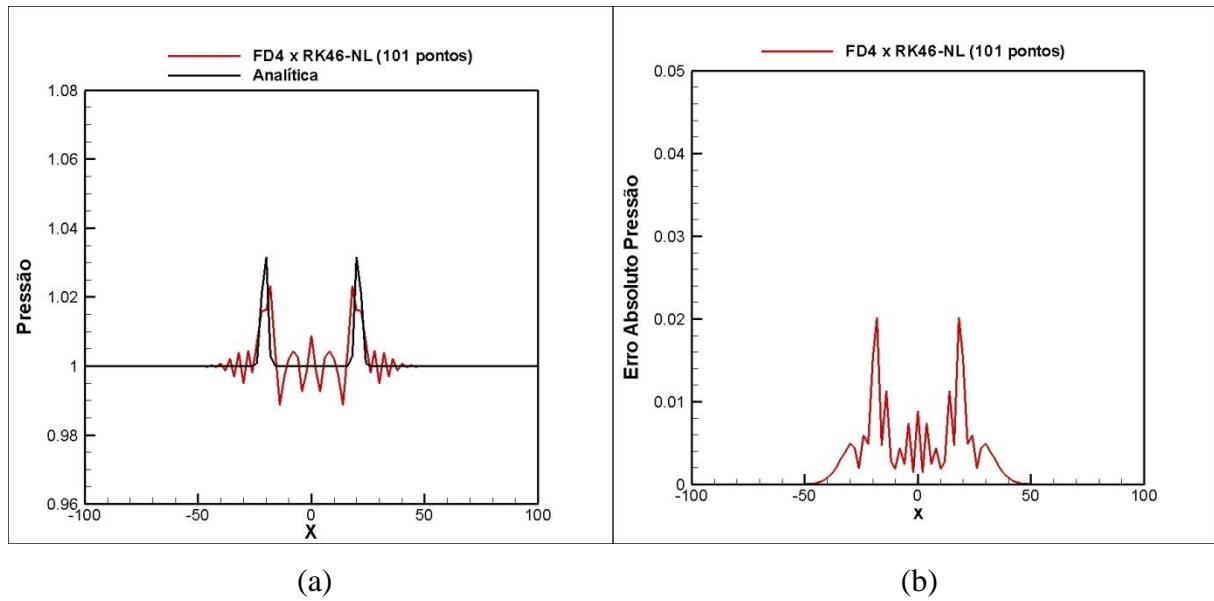 FD4 x RK46-NL (101 pontos)
Analítica
1.08
1.06
1.04
1.02
1
0.98
0.96
Pressão
-100
-50
0
50
100
X
(a)
FD4 x RK46-NL (101 pontos)
0.05
0.04
0.03
0.02
0.01
0
Erro Absoluto Pressão
-100
-50
0
50
100
X
(b)